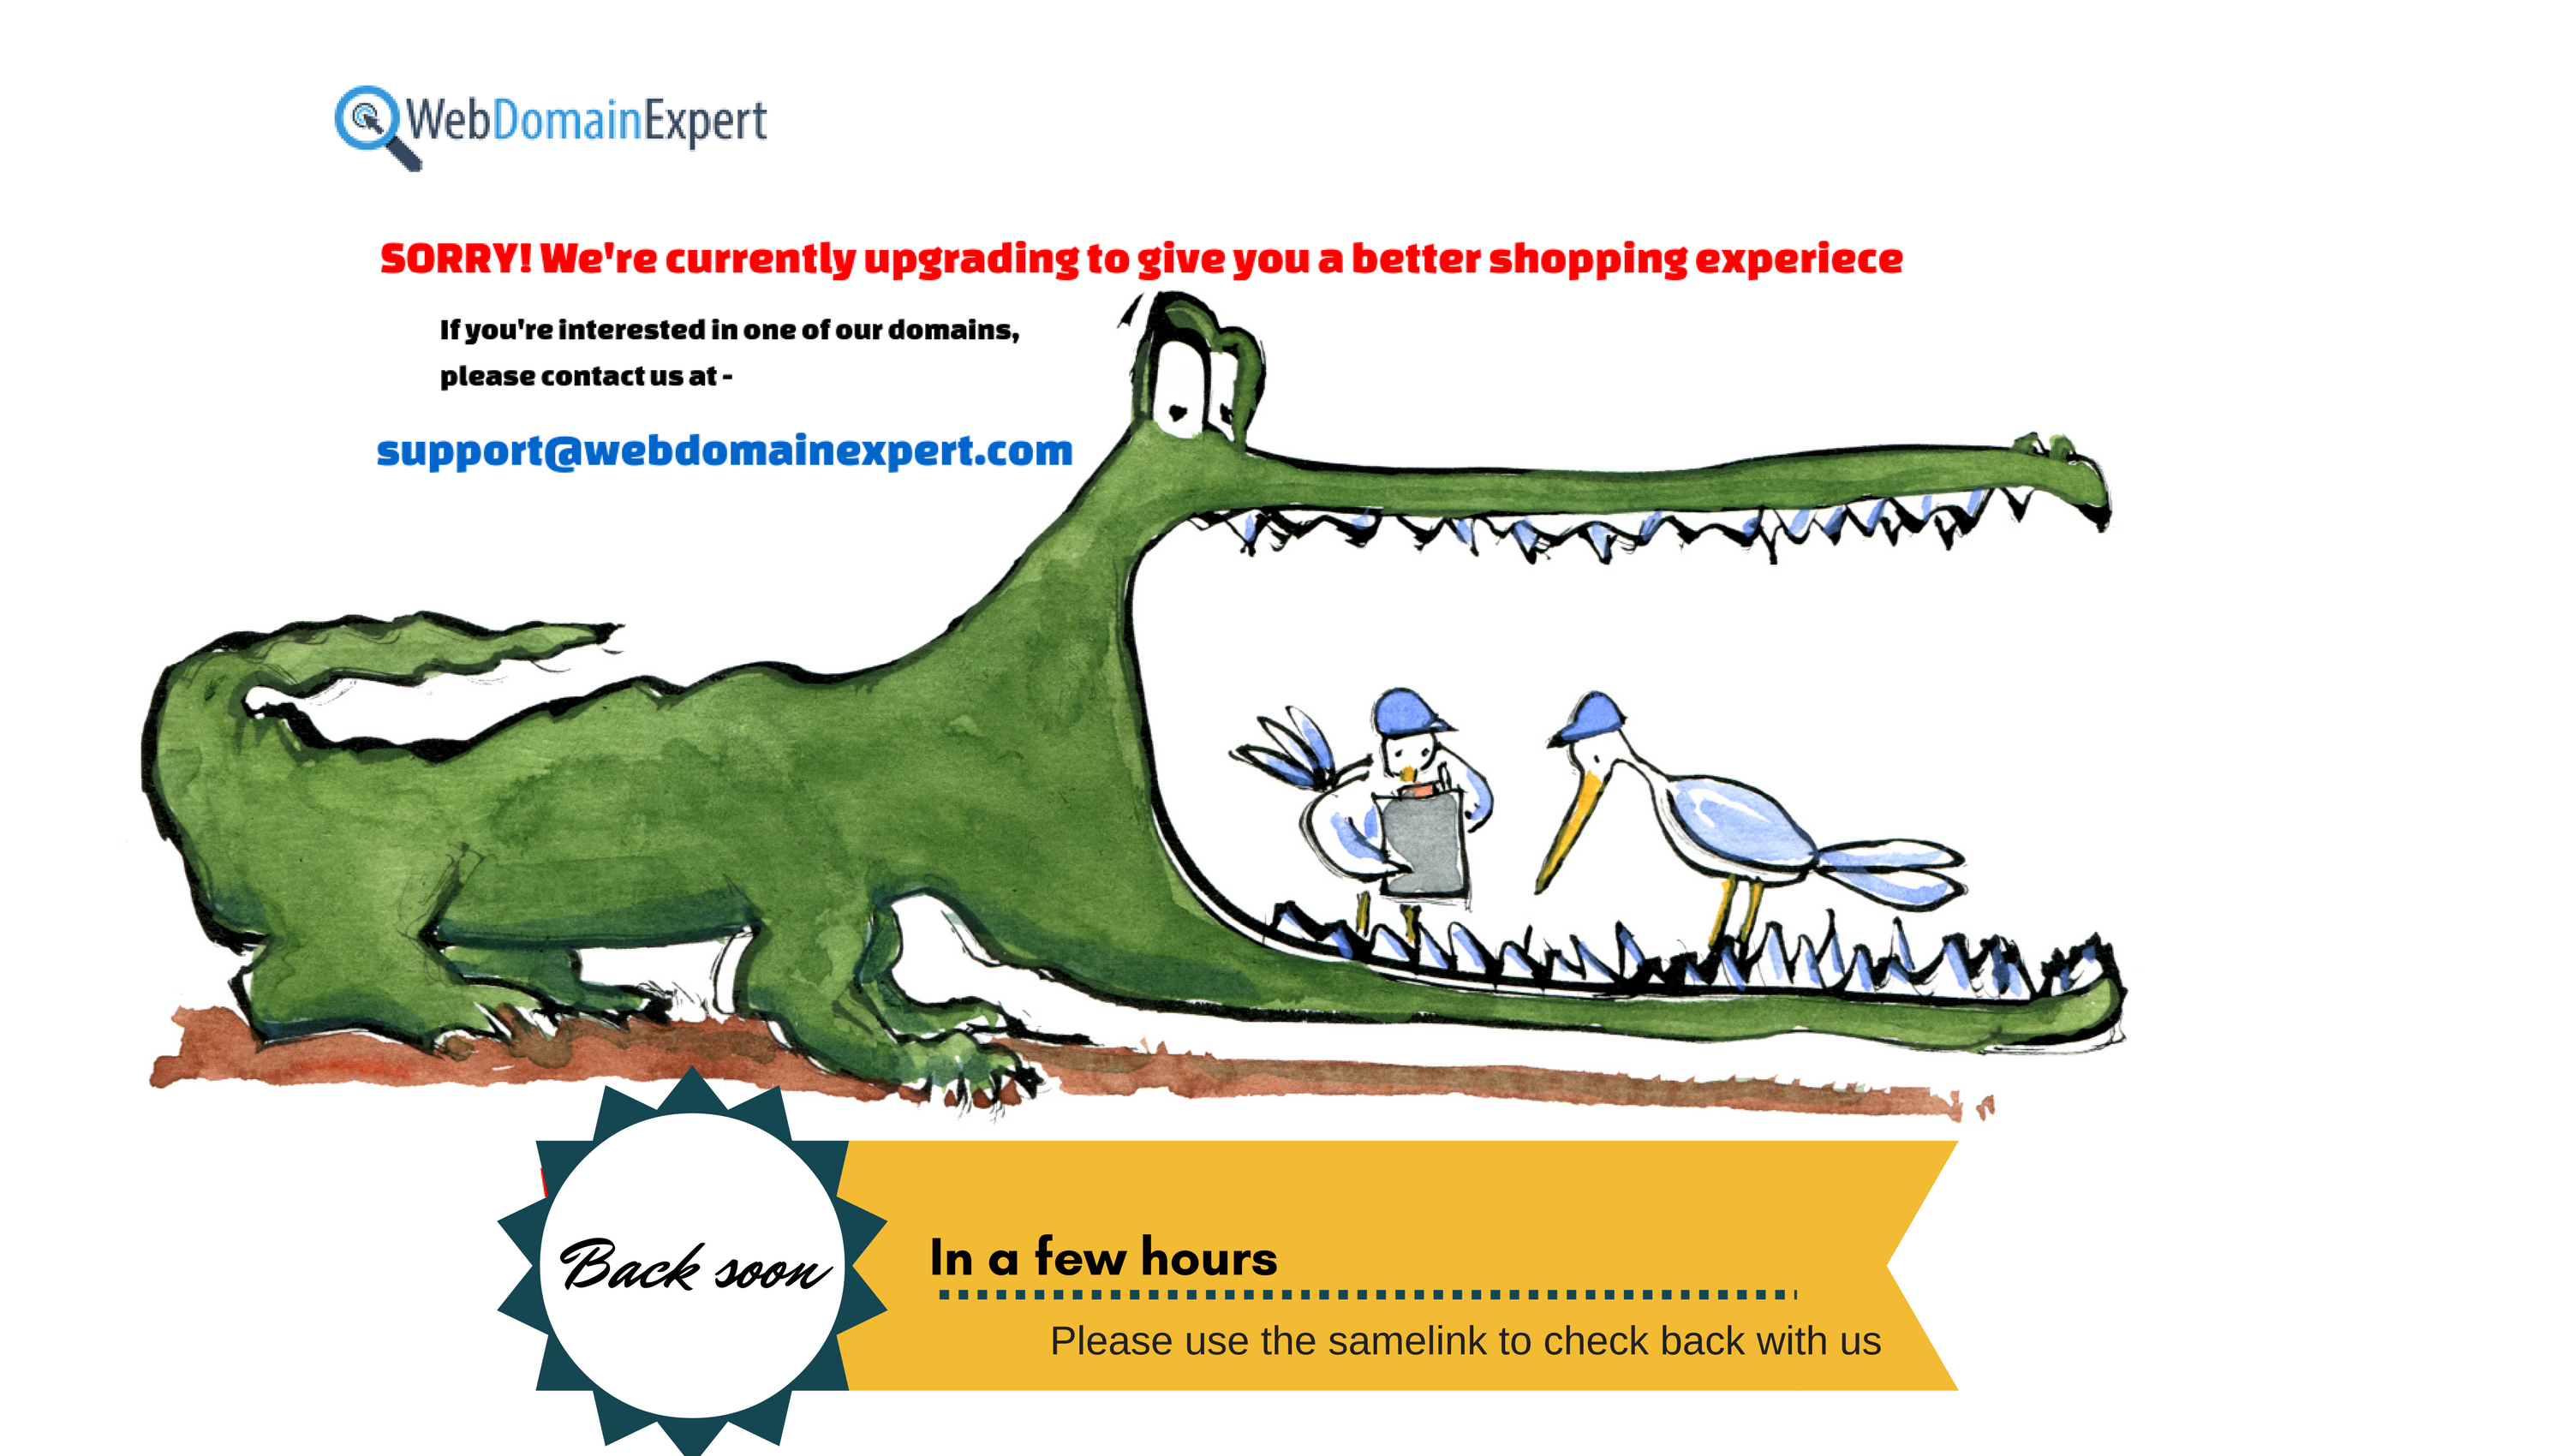 WebDomainExpert
SORRY! We're currently upgrading to give you a better shopping experiece
If you're interested in one of our domains,
please contact us at -
support@webdomainexpert.com
Back soon
In a few hours
Please use the samelink to check back with us